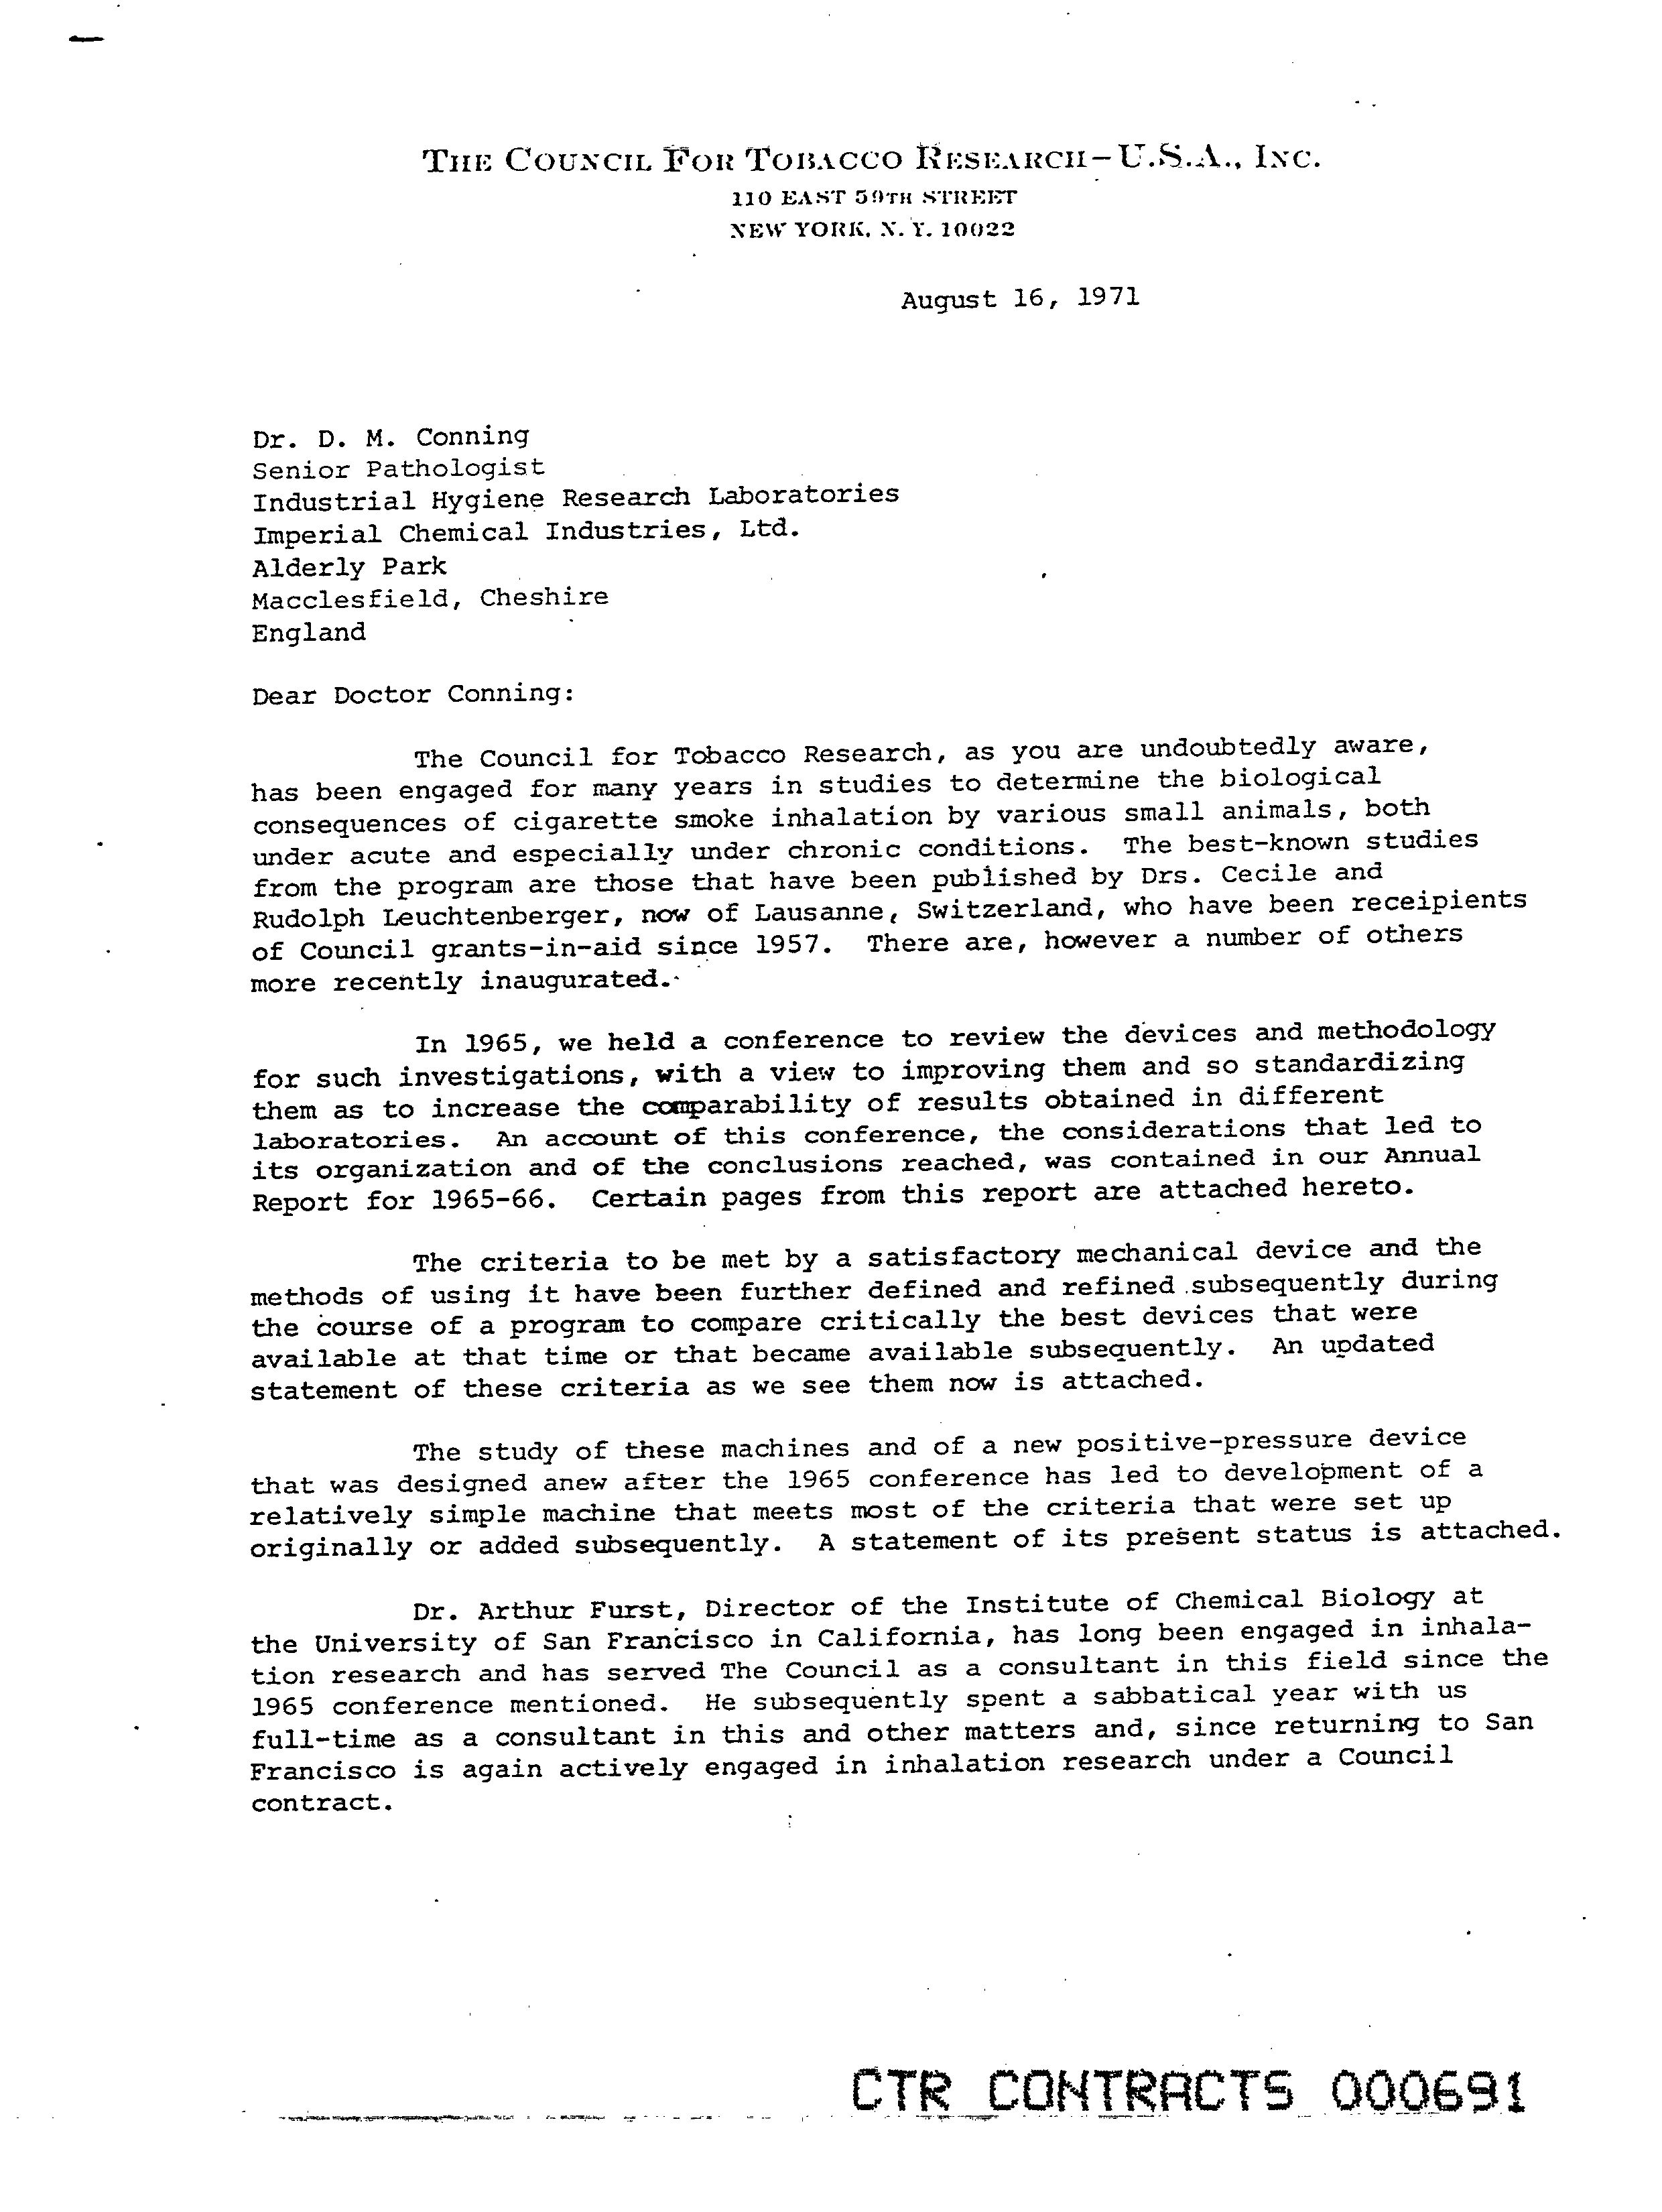 THE COUNCIL FOR TOBACCO RESEARCH-U.S.A., INC.
110 EAST 59TH STREET
NEW YORK, N.Y. 10022
August 16, 1971
Dr. D. M. Conning
Senior Pathologist
Industrial Hygiene Research Laboratories
Imperial Chemical Industries, Ltd.
Alderly Park
Macclesfield, Cheshire
England
Dear Doctor Conning:
The Council for Tobacco Research, as you are undoubtedly aware,
has been engaged for many years in studies to determine the biological
consequences of cigarette smoke inhalation by various small animals, both
under acute and especially under chronic conditions. The best-known studies
from the program are those that have been published by Drs. Cecile and
Rudolph Leuchtenberger, now of Lausanne, Switzerland, who have been receipients
of Council grants-in-aid since 1957. There are, however a number of others
more recently inaugurated.
In 1965, we held a conference to review the devices and methodology
for such investigations, with a view to improving them and so standardizing
them as to increase the comparability of results obtained in different
laboratories. An account of this conference, the considerations that led to
its organization and of the conclusions reached, was contained in our Annual
Report for 1965-66. Certain pages from this report are attached hereto.
The criteria to be met by a satisfactory mechanical device and the
methods of using it have been further defined and refined subsequently during
the course of a program to compare critically the best devices that were
available at that time or that became available subsequently. An updated
statement of these criteria as we see them now is attached.
The study of these machines and of a new positive-pressure device
that was designed anew after the 1965 conference has led to development of a
relatively simple machine that meets most of the criteria that were set up
originally or added subsequently. A statement of its present status is attached.
Dr. Arthur Furst, Director of the Institute of Chemical Biology at
the University of San Francisco in California, has long been engaged in inhala-
tion research and has served The Council as a consultant in this field since the
1965 conference mentioned. He subsequently spent a sabbatical year with us
full-time as a consultant in this and other matters and, since returning to San
Francisco is again actively engaged in inhalation research under a Council
contract.
CTR CONTRACTS 000691